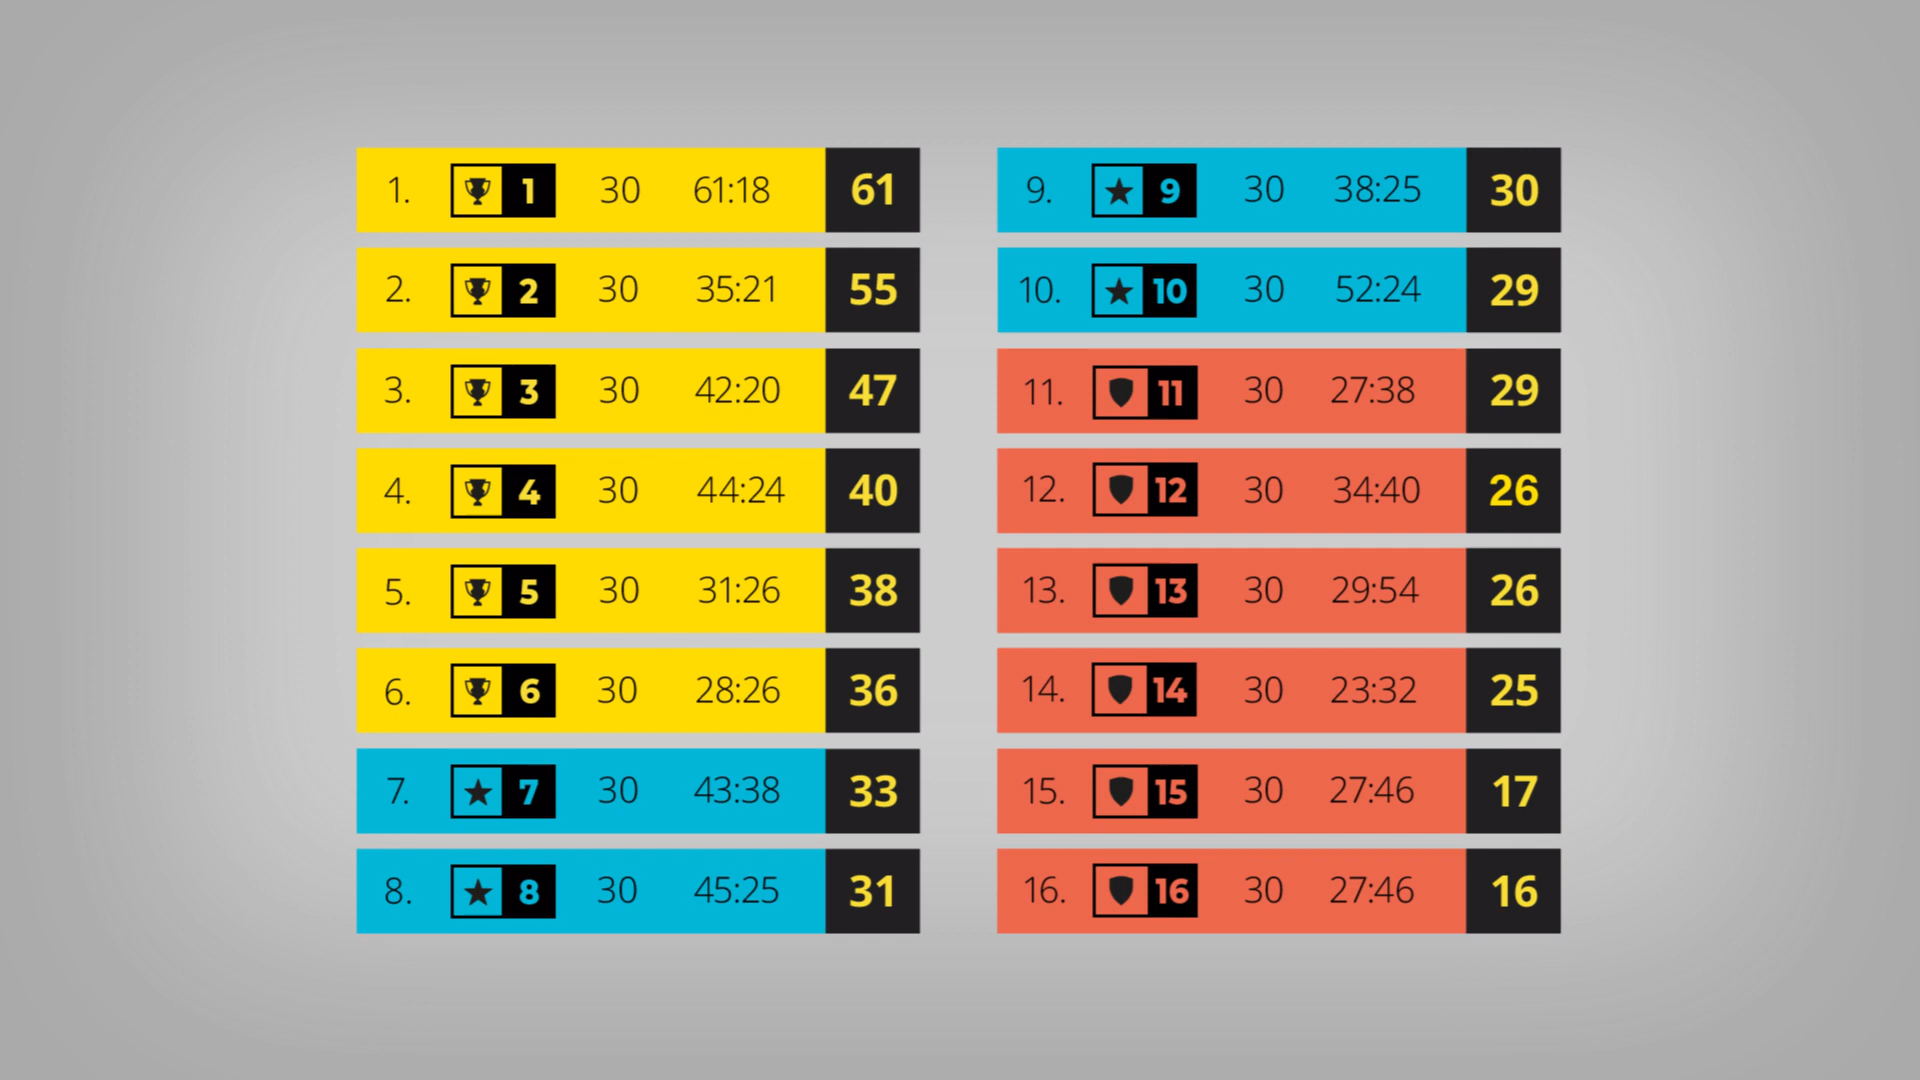 1. 1 30 61:18 61
2. 2 30 35:21 55
3. 3 30 42:20 47
4. 4 30 44:24 40
5. 5 30 31:26 38
6. 6 30 28:26 36
7. 7 30 43:38 33
8. 8 30 45:25 31
9. 9 30 38:25 30
10. 10 30 52:24 29
11. 11 30 27:38 29
12. 12 30 34:40 26
13. 13 30 29:54 26
14. 14 30 23:32 25
15. 15 30 27:46 17
16. 16 30 27:46 16